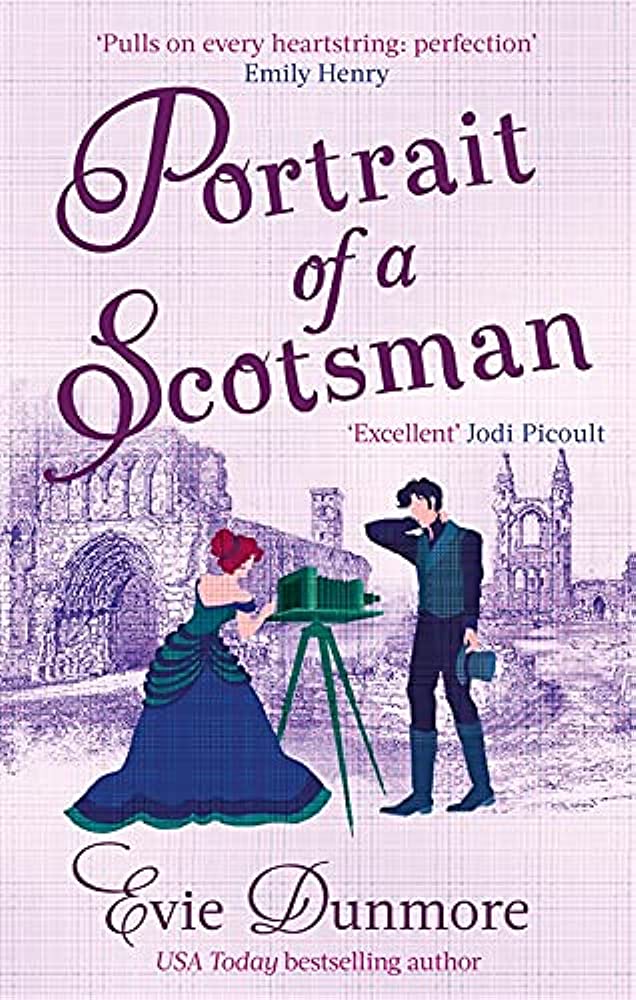 ‘Pulls on every heartstring: perfection’
Emily Henry
Portrait
of a
Scotsman
‘Excellent’ Jodi Picoult
Evie Dunmore
USA Today bestselling author